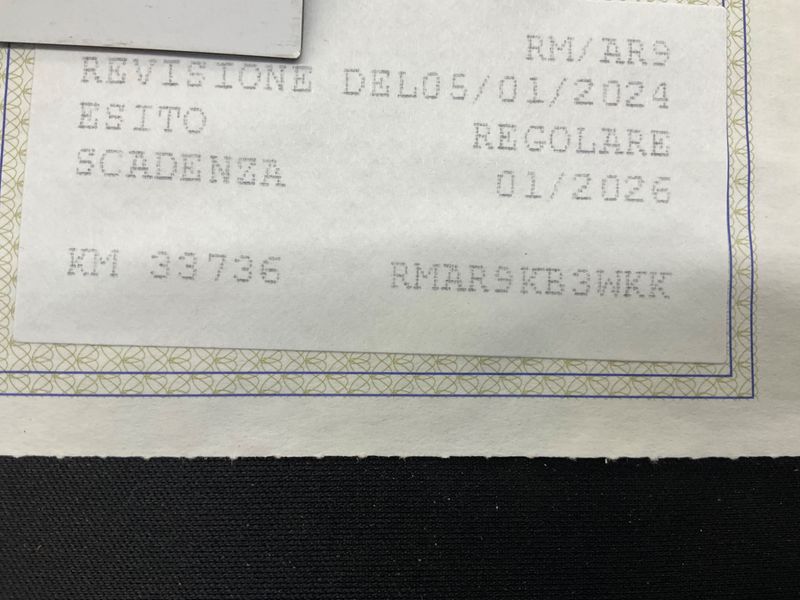 RM/AR9
REVISIONE DEL05/01/2024
ESITO REGOLARE
SCADENZA 01/2026
KM 33736 RMAR9KB3WKK